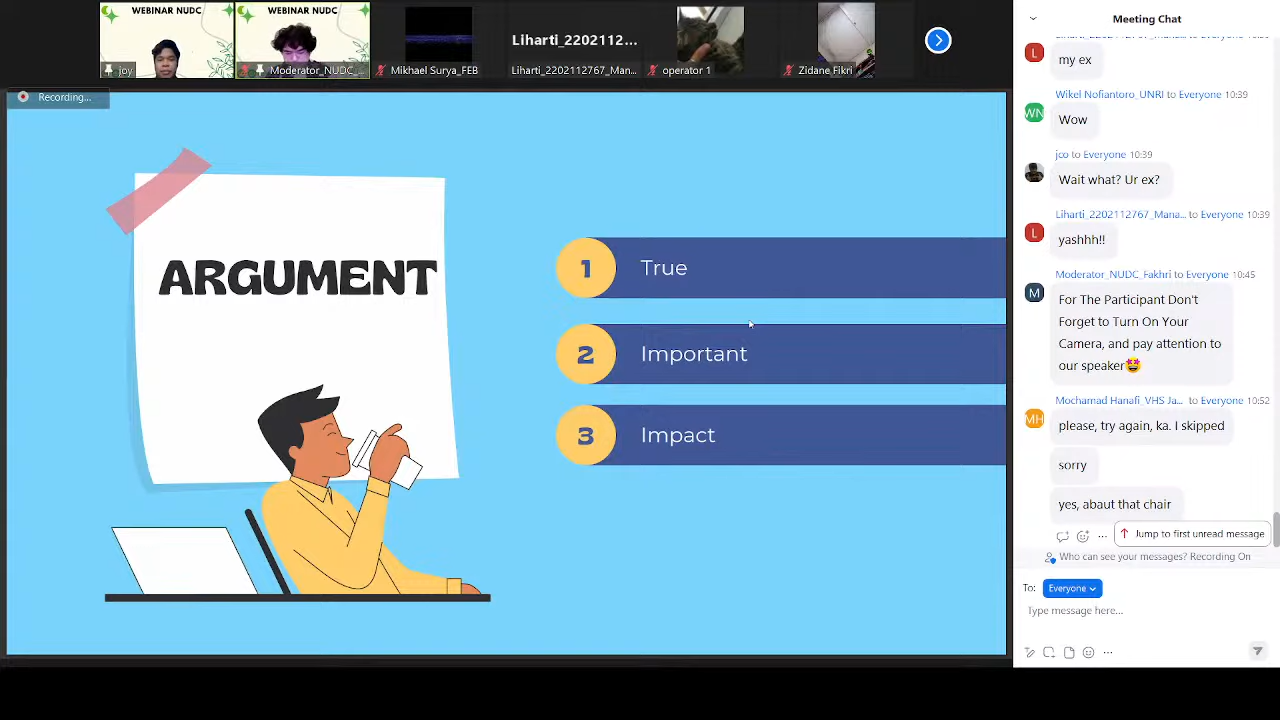 WEBINAR NUDC
joy
WEBINAR NUDC
Moderator_NUDC_
Mikhael Surya_FEB
Liharti_2202112...
Liharti_2202112767_Man...
operator 1
Zidane Fikri
Recording...
ARGUMENT
1 True
2 Important
3 Impact
Meeting Chat
L
my ex
Wikel Nofiantoro_UNRI to Everyone 10:39
WN
Wow
jco to Everyone 10:39
Wait what? Ur ex?
Liharti_2202112767_Mana... to Everyone 10:39
L
yashhh!!
Moderator_NUDC_Fakhri to Everyone 10:45
M
For The Participant Don't
Forget to Turn On Your
Camera, and pay attention to
our speaker🤩
Mochamad Hanafi_VHS Ja... to Everyone 10:52
MH
please, try again, ka. I skipped
sorry
yes, abaut that chair
Jump to first unread message
Who can see your messages? Recording On
To: Everyone
Type message here...